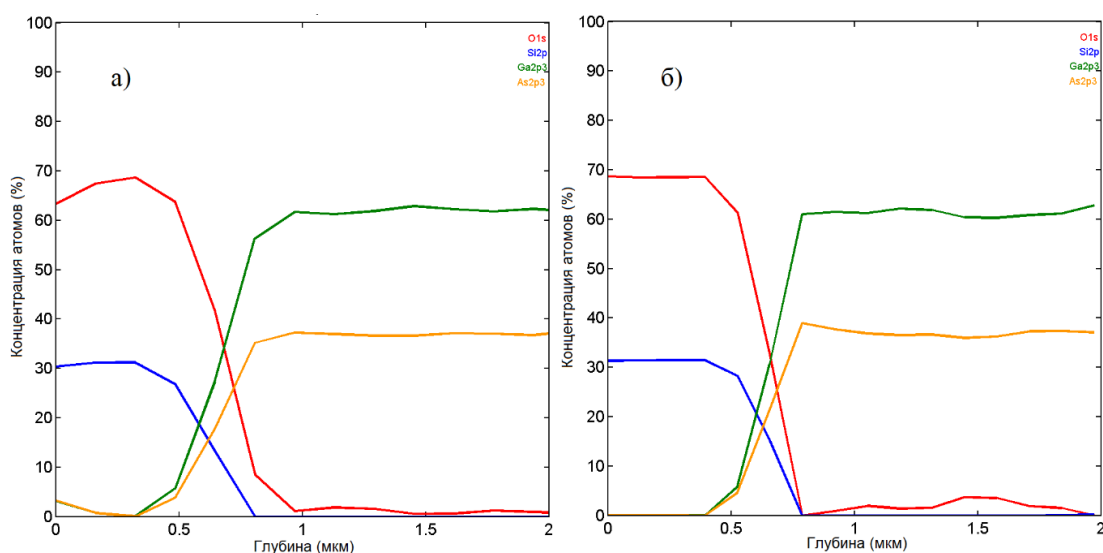 100
90
80
70
60
50
40
30
20
10
0
Концентрация атомов (%)
а)
O1s
Si2p
Ga2p3
As2p3
0
0.5
1
1.5
2
Глубина (мкм)
100
90
80
70
60
50
40
30
20
10
0
Концентрация атомов (%)
б)
O1s
Si2p
Ga2p3
As2p3
0
0.5
1
1.5
2
Глубина (мкм)